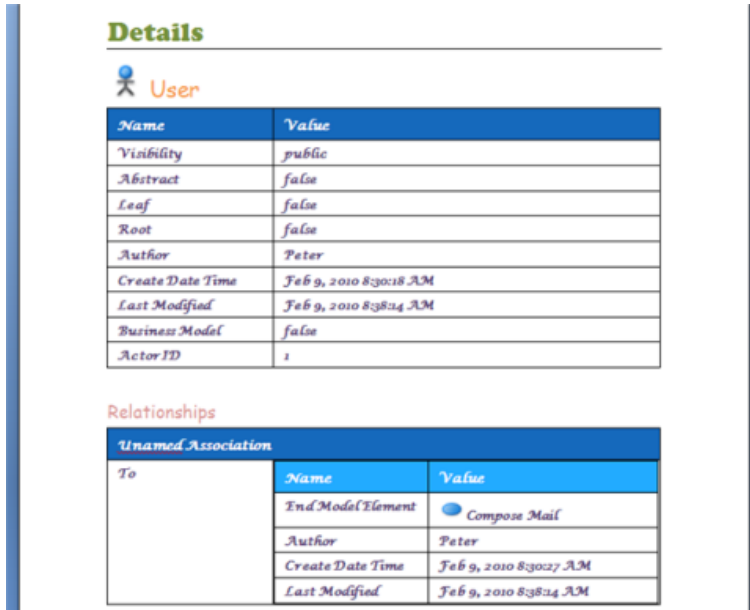 Details
User
Name Value
Visibility public
Abstract false
Leaf false
Root false
Author Peter
Create Date Time Feb 9, 2010 8:30:18 AM
Last Modified Feb 9, 2010 8:38:14 AM
Business Model false
Actor ID 1
Relationships
Unamed Association
To Name Value
End Model Element Compose Mail
Author Peter
Create Date Time Feb 9, 2010 8:30:27 AM
Last Modified Feb 9, 2010 8:38:14 AM